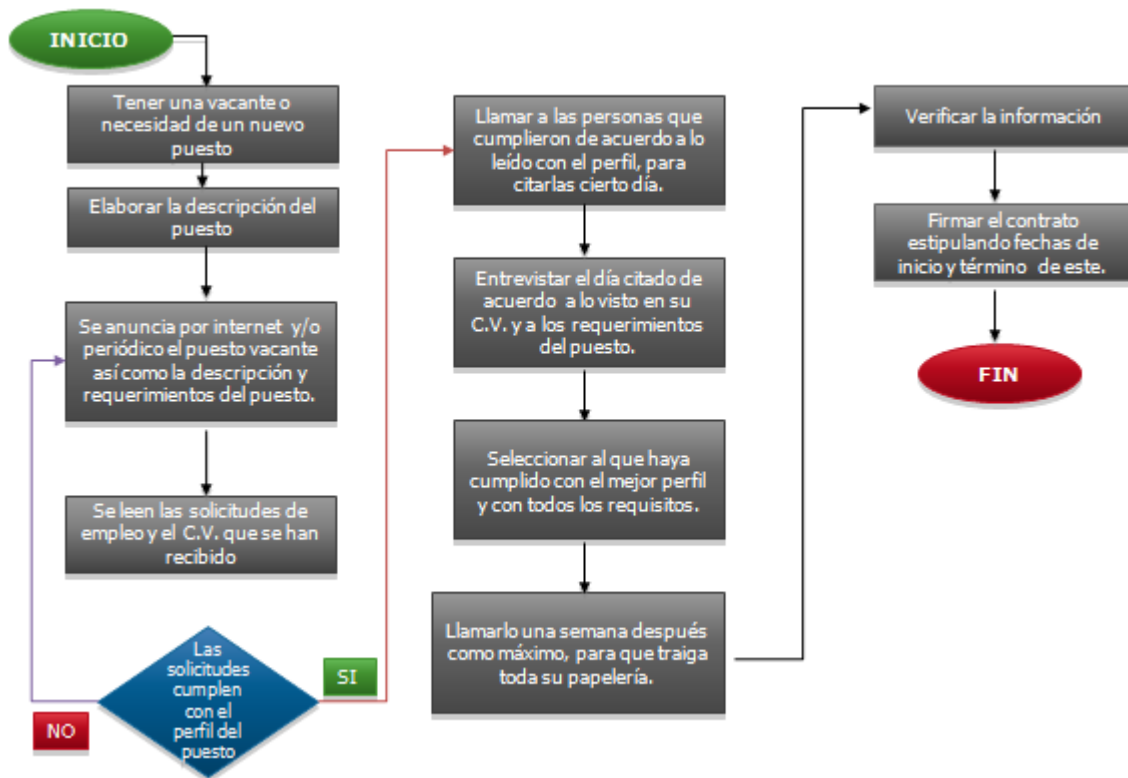 INICIO
Tener una vacante o
necesidad de un nuevo
puesto
Elaborar la descripción del
puesto
Se anuncia por internet y/o
periódico el puesto vacante
así como la descripción y
requerimientos del puesto.
Se leen las solicitudes de
empleo y el C.V. que se han
recibido
Las
solicitudes
cumplen
con el
perfil del
puesto
NO
SI
Llamar a las personas que
cumplieron de acuerdo a lo
leído con el perfil, para
citarlas cierto día.
Entrevistar el día citado de
acuerdo a lo visto en su
C.V. y a los requerimientos
del puesto.
Seleccionar al que haya
cumplido con el mejor perfil
y con todos los requisitos.
Llamarlo una semana después
como máximo, para que traiga
toda su papelería.
Verificar la información
Firmar el contrato
estipulando fechas de
inicio y término de este.
FIN